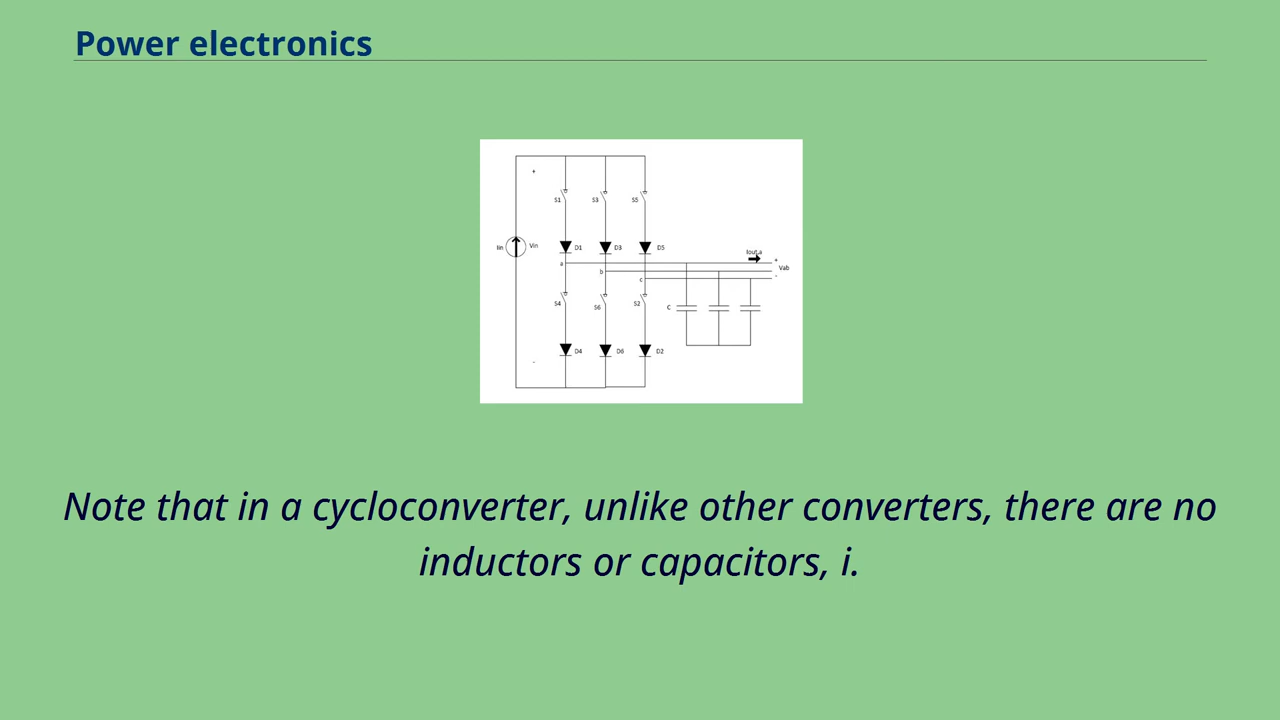 Power electronics
+
S1 S3 S5
Iin Vin D1 D3 D5
Iout,a
+
a
Vab
b
-
c
S4 S6 S2 C
D4 D6 D2
-
Note that in a cycloconverter, unlike other converters, there are no
inductors or capacitors, i.